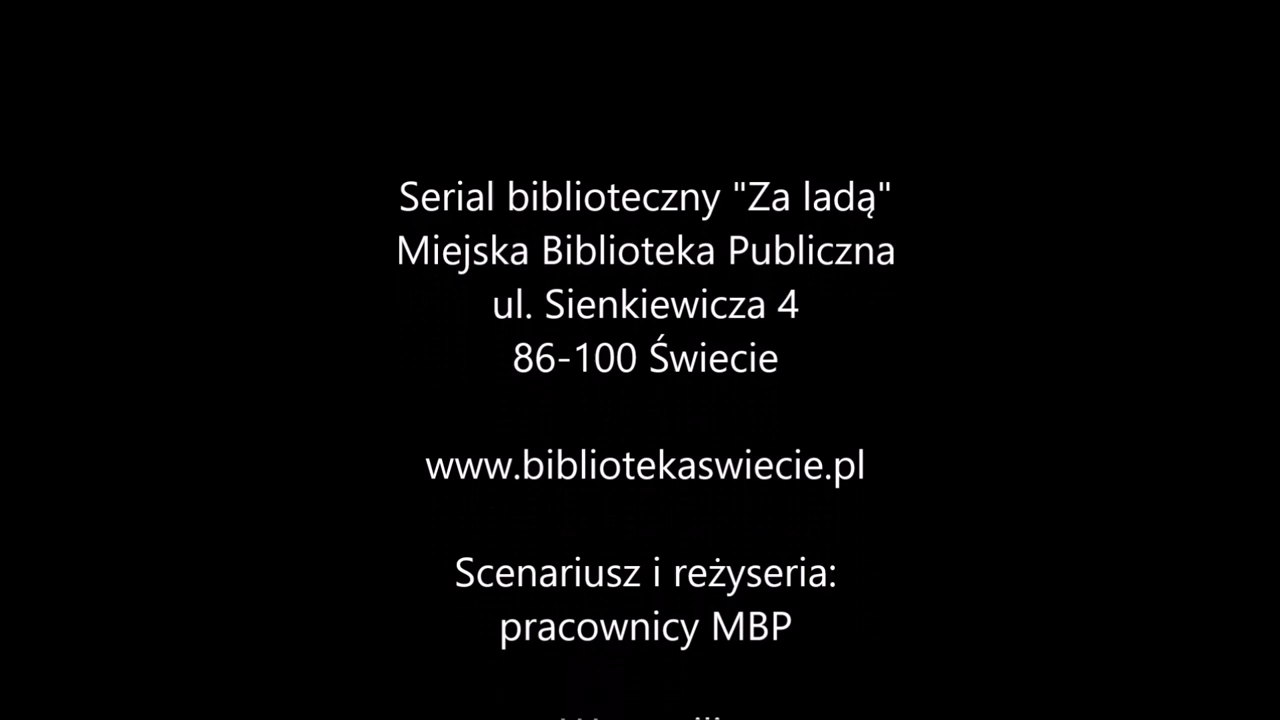 Serial biblioteczny "Za ladą"
Miejska Biblioteka Publiczna
ul. Sienkiewicza 4
86-100 Świecie
www.bibliotekaswiecie.pl
Scenariusz i reżyseria:
pracownicy MBP